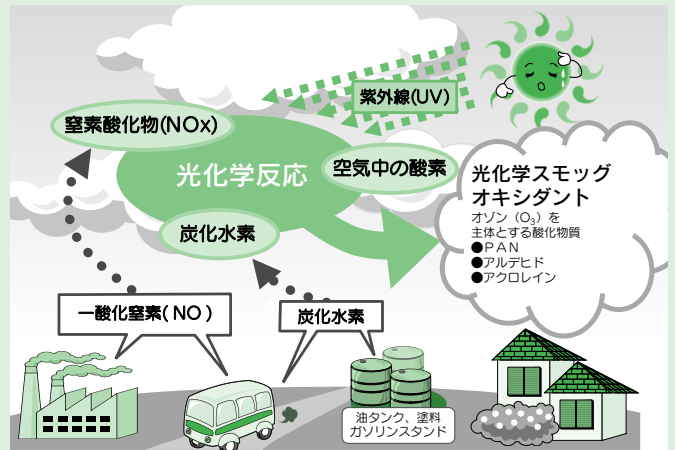 紫外線(UV)
窒素酸化物(NOx)
光化学反応
空気中の酸素
炭化水素
光化学スモッグ
オキシダント
オゾン（O3）を
主体とする酸化物質
●PAN
●アルデヒド
●アクロレイン
一酸化窒素( NO )
炭化水素
油タンク、塗料
ガソリンスタンド